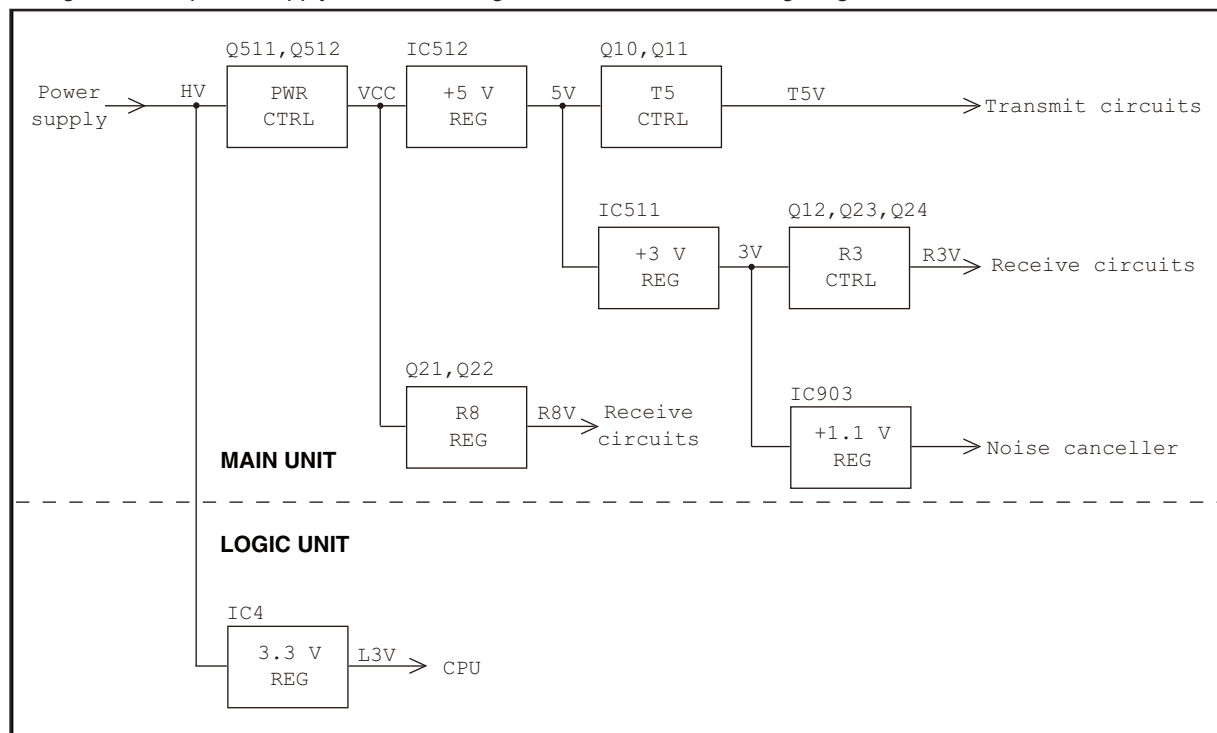 Q511,Q512
IC512
Q10,Q11
Power
supply
HV
PWR
CTRL
VCC
+5 V
REG
5V
T5
CTRL
T5V
Transmit circuits
IC511
Q12,Q23,Q24
+3 V
REG
3V
R3
CTRL
R3V
Receive circuits
Q21,Q22
R8
REG
R8V
Receive
circuits
IC903
+1.1 V
REG
Noise canceller
MAIN UNIT
LOGIC UNIT
IC4
3.3 V
REG
L3V
CPU